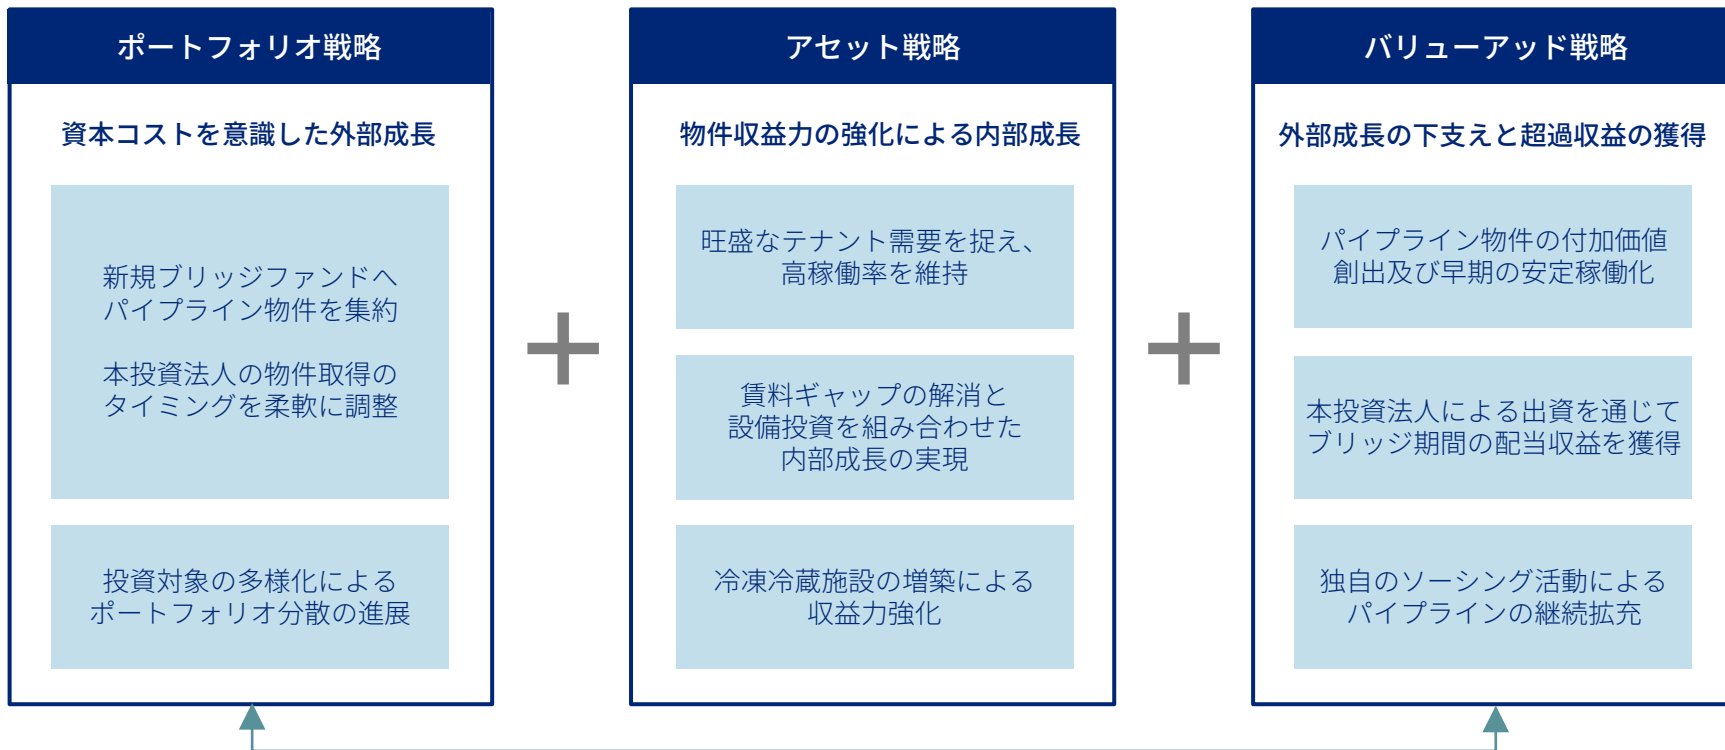 ポートフォリオ戦略
資本コストを意識した外部成長
新規ブリッジファンドへ
パイプライン物件を集約
本投資法人の物件取得の
タイミングを柔軟に調整
投資対象の多様化による
ポートフォリオ分散の進展
アセット戦略
物件収益力の強化による内部成長
旺盛なテナント需要を捉え、
高稼働率を維持
賃料ギャップの解消と
設備投資を組み合わせた
内部成長の実現
冷凍冷蔵施設の増築による
収益力強化
バリューアッド戦略
外部成長の下支えと超過収益の獲得
パイプライン物件の付加価値
創出及び早期の安定稼働化
本投資法人による出資を通じて
ブリッジ期間の配当収益を獲得
独自のソーシング活動による
パイプラインの継続拡充